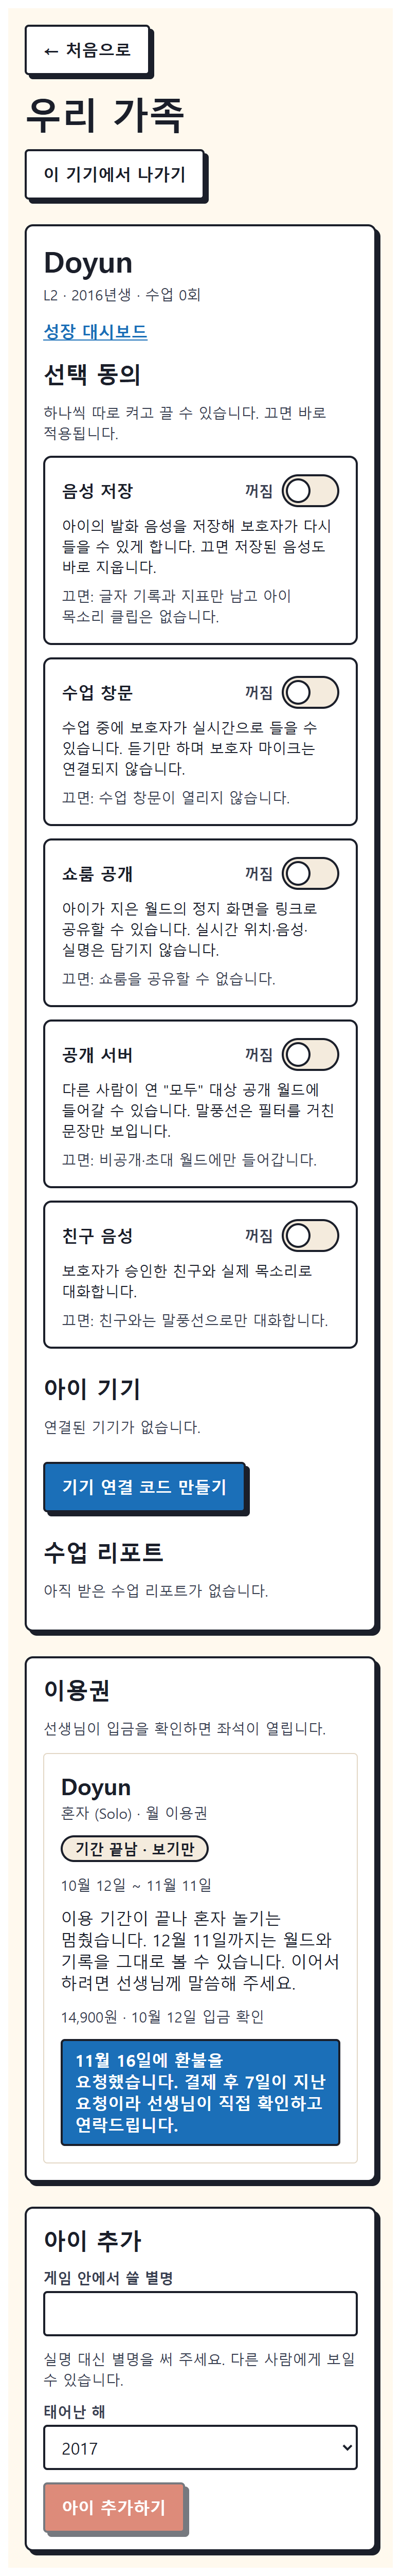 ← 처음으로
우리 가족
이 기기에서 나가기
Doyun
L2 · 2016년생 · 수업 0회
성장 대시보드
선택 동의
하나씩 따로 켜고 끌 수 있습니다. 끄면 바로
적용됩니다.
음성 저장
꺼짐
아이의 발화 음성을 저장해 보호자가 다시
들을 수 있게 합니다. 끄면 저장된 음성도
바로 지웁니다.
끄면: 글자 기록과 지표만 남고 아이
목소리 클립은 없습니다.
수업 창문
꺼짐
수업 중에 보호자가 실시간으로 들을 수
있습니다. 듣기만 하며 보호자 마이크는
연결되지 않습니다.
끄면: 수업 창문이 열리지 않습니다.
쇼룸 공개
꺼짐
아이가 지은 월드의 정지 화면을 링크로
공유할 수 있습니다. 실시간 위치·음성·
실명은 담기지 않습니다.
끄면: 쇼룸을 공유할 수 없습니다.
공개 서버
꺼짐
다른 사람이 연 "모두" 대상 공개 월드에
들어갈 수 있습니다. 말풍선은 필터를 거친
문장만 보입니다.
끄면: 비공개·초대 월드에만 들어갑니다.
친구 음성
꺼짐
보호자가 승인한 친구와 실제 목소리로
대화합니다.
끄면: 친구와는 말풍선으로만 대화합니다.
아이 기기
연결된 기기가 없습니다.
기기 연결 코드 만들기
수업 리포트
아직 받은 수업 리포트가 없습니다.
이용권
선생님이 입금을 확인하면 좌석이 열립니다.
Doyun
혼자 (Solo) · 월 이용권
기간 끝남 · 보기만
10월 12일 ~ 11월 11일
이용 기간이 끝나 혼자 놀기는
멈췄습니다. 12월 11일까지는 월드와
기록을 그대로 볼 수 있습니다. 이어서
하려면 선생님께 말씀해 주세요.
14,900원 · 10월 12일 입금 확인
11월 16일에 환불을
요청했습니다. 결제 후 7일이 지난
요청이라 선생님이 직접 확인하고
연락드립니다.
아이 추가
게임 안에서 쓸 별명
실명 대신 별명을 써 주세요. 다른 사람에게 보일
수 있습니다.
태어난 해
2017
아이 추가하기